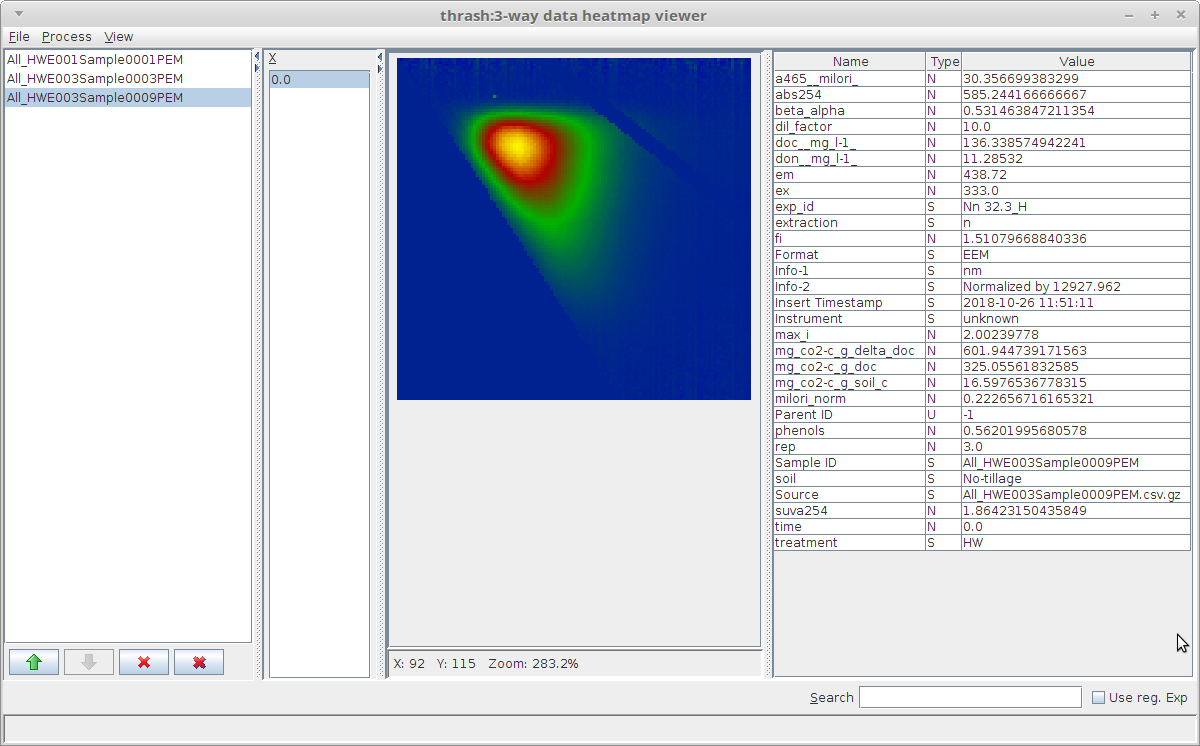 thrash:3-way data heatmap viewer
File Process View
All_HWE001Sample0001PEM
All_HWE003Sample0003PEM
All_HWE003Sample0009PEM
X
0.0
X: 92 Y: 115 Zoom: 283.2%
Name Type Value
a465__milori_ N 30.356699383299
abs254 N 585.244166666667
beta_alpha N 0.531463847211354
dil_factor N 10.0
doc__mg_l-1_ N 136.338574942241
don__mg_l-1_ N 11.28532
em N 438.72
ex N 333.0
exp_id S Nn 32.3_H
extraction S n
fi N 1.51079668840336
Format S EEM
Info-1 S nm
Info-2 S Normalized by 12927.962
Insert Timestamp S 2018-10-26 11:51:11
Instrument S unknown
max_i N 2.00239778
mg_co2-c_g_delta_doc N 601.944739171563
mg_co2-c_g_doc N 325.05561832585
mg_co2-c_g_soil_c N 16.5976536778315
milori_norm N 0.222656716165321
Parent ID U -1
phenols N 0.56201995680578
rep N 3.0
Sample ID S All_HWE003Sample0009PEM
soil S No-tillage
Source S All_HWE003Sample0009PEM.csv.gz
suva254 N 1.86423150435849
time N 0.0
treatment S HW
Search Use reg. Exp